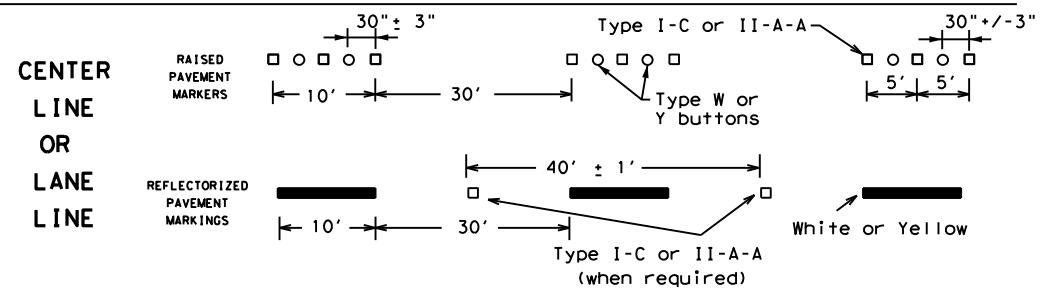 CENTER
LINE
OR
LANE
LINE
RAISED
PAVEMENT
MARKERS
30"± 3"
10'
30'
Type W or
Y buttons
Type I-C or II-A-A
30"+/-3"
5'
5'
REFLECTORIZED
PAVEMENT
MARKINGS
10'
30'
40' ± 1'
Type I-C or II-A-A
(when required)
White or Yellow